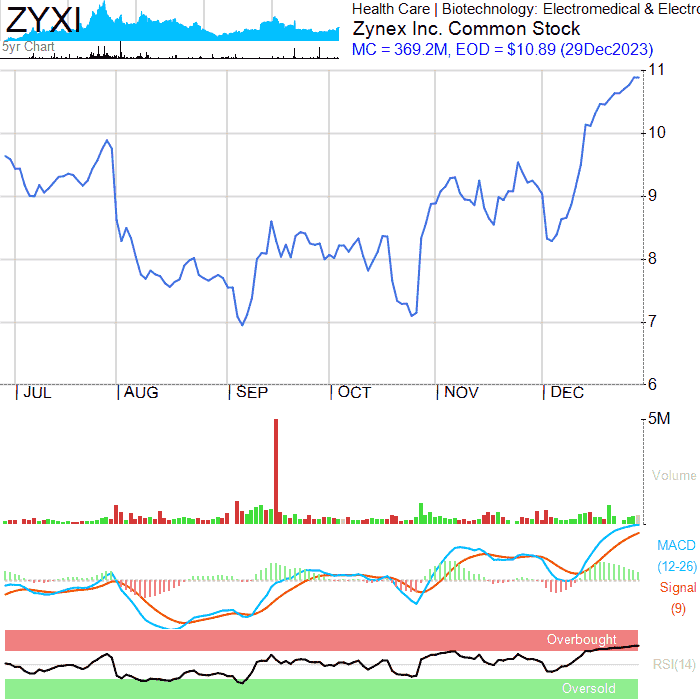 ZYXI
5yr Chart
Health Care | Biotechnology: Electromedical & Electro
Zynex Inc. Common Stock
MC = 369.2M, EOD = $10.89 (29Dec2023)
11
10
9
8
7
6
|JUL |AUG |SEP |OCT |NOV |DEC
5M
Volume
MACD
(12-26)
Signal
(9)
Overbought
RSI(14)
Oversold